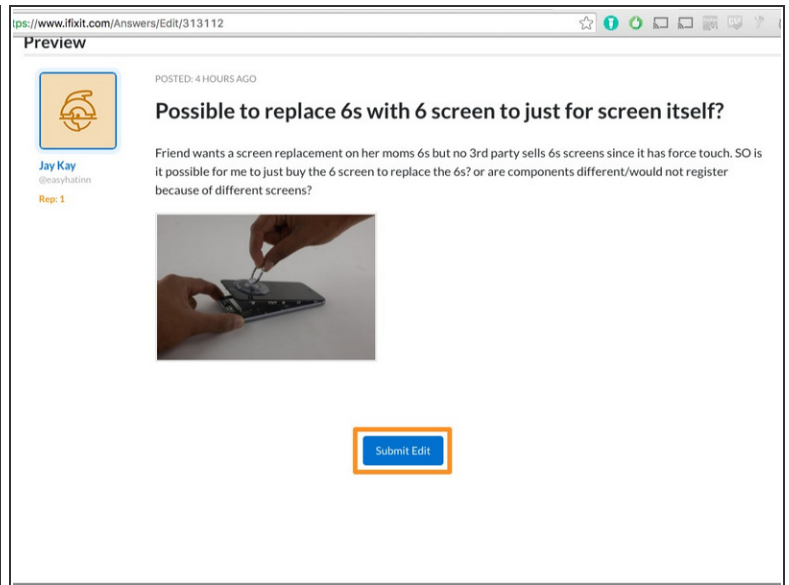 tps://www.ifixit.com/Answers/Edit/313112
Preview
POSTED: 4 HOURS AGO
Possible to replace 6s with 6 screen to just for screen itself?
Jay Kay
@easyhatinn
Rep: 1
Friend wants a screen replacement on her moms 6s but no 3rd party sells 6s screens since it has force touch. SO is
it possible for me to just buy the 6 screen to replace the 6s? or are components different/would not register
because of different screens?
Submit Edit